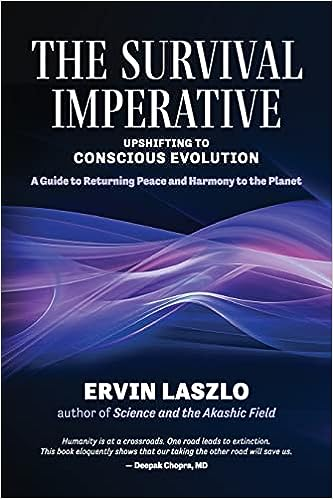 THE SURVIVAL
IMPERATIVE
UPSHIFTING TO
CONSCIOUS EVOLUTION
A Guide to Returning Peace and Harmony to the Planet
ERVIN LASZLO
author of Science and the Akashic Field
Humanity is at a crossroads. One road leads to extinction.
This book eloquently shows that our taking the other road will save us.
— Deepak Chopra, MD